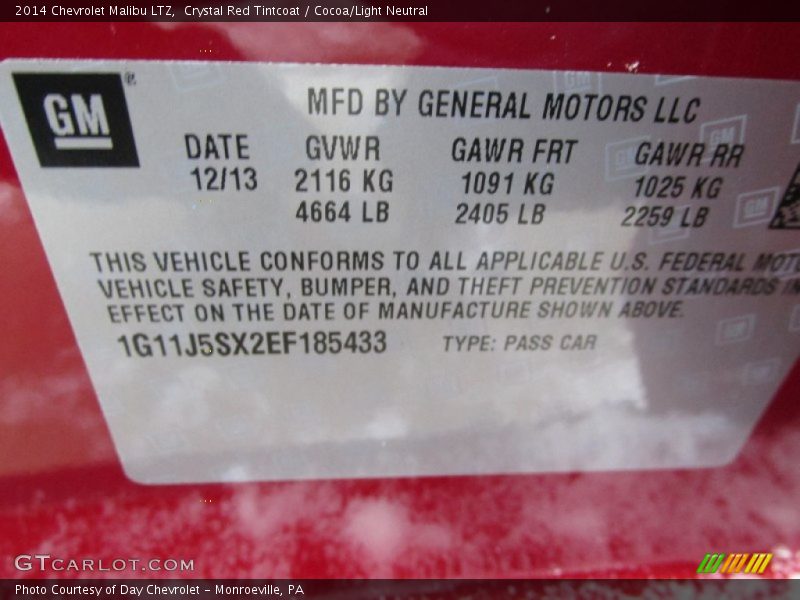 2014 Chevrolet Malibu LTZ, Crystal Red Tintcoat / Cocoa/Light Neutral
GM ®
MFD BY GENERAL MOTORS LLC
DATE GVWR GAWR FRT GAWR RR
12/13 2116 KG 1091 KG 1025 KG
4664 LB 2405 LB 2259 LB
THIS VEHICLE CONFORMS TO ALL APPLICABLE U.S. FEDERAL MOT
VEHICLE SAFETY, BUMPER, AND THEFT PREVENTION STANDARDS IN
EFFECT ON THE DATE OF MANUFACTURE SHOWN ABOVE.
1G11J5SX2EF185433 TYPE: PASS CAR
GTCARLOT.COM
Photo Courtesy of Day Chevrolet – Monroeville, PA